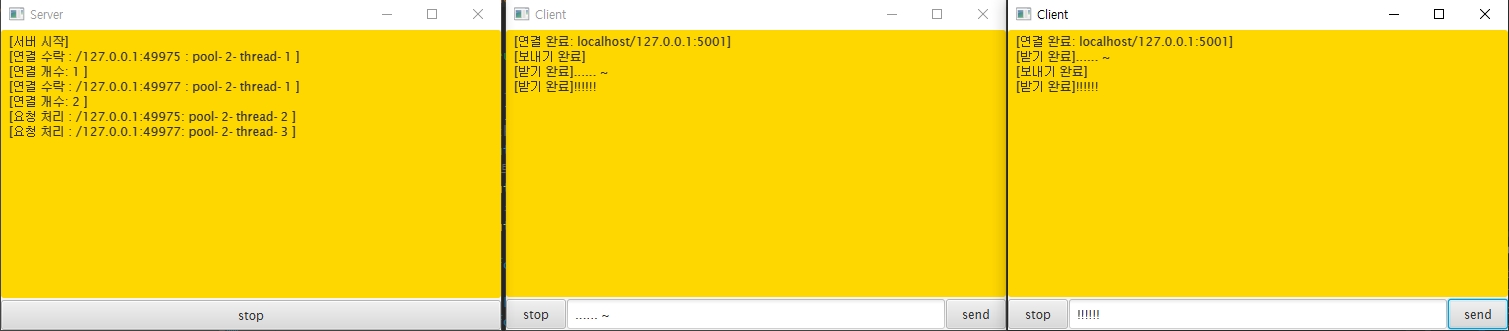 Server
[서버 시작]
[연결 수락 : /127.0.0.1:49975 : pool-2-thread-1 ]
[연결 개수: 1 ]
[연결 수락 : /127.0.0.1:49977 : pool-2-thread-1 ]
[연결 개수: 2 ]
[요청 처리 : /127.0.0.1:49975: pool-2-thread-2 ]
[요청 처리 : /127.0.0.1:49977: pool-2-thread-3 ]
stop
Client
[연결 완료: localhost/127.0.0.1:5001]
[보내기 완료]
[받기 완료]...... ~
[받기 완료]!!!!!!
stop
...... ~
send
Client
[연결 완료: localhost/127.0.0.1:5001]
[받기 완료]...... ~
[보내기 완료]
[받기 완료]!!!!!!
stop
!!!!!!
send